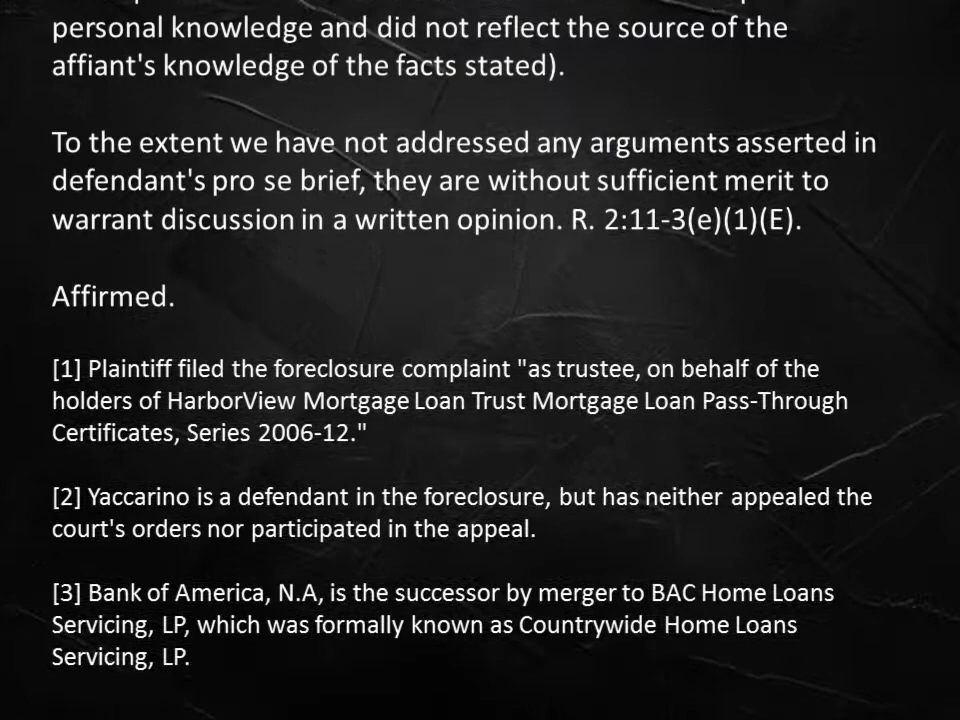 personal knowledge and did not reflect the source of the
affiant's knowledge of the facts stated).
To the extent we have not addressed any arguments asserted in
defendant's pro se brief, they are without sufficient merit to
warrant discussion in a written opinion. R. 2:11-3(e)(1)(E).
Affirmed.
[1] Plaintiff filed the foreclosure complaint "as trustee, on behalf of the
holders of HarborView Mortgage Loan Trust Mortgage Loan Pass-Through
Certificates, Series 2006-12."
[2] Yaccarino is a defendant in the foreclosure, but has neither appealed the
court's orders nor participated in the appeal.
[3] Bank of America, N.A, is the successor by merger to BAC Home Loans
Servicing, LP, which was formally known as Countrywide Home Loans
Servicing, LP.